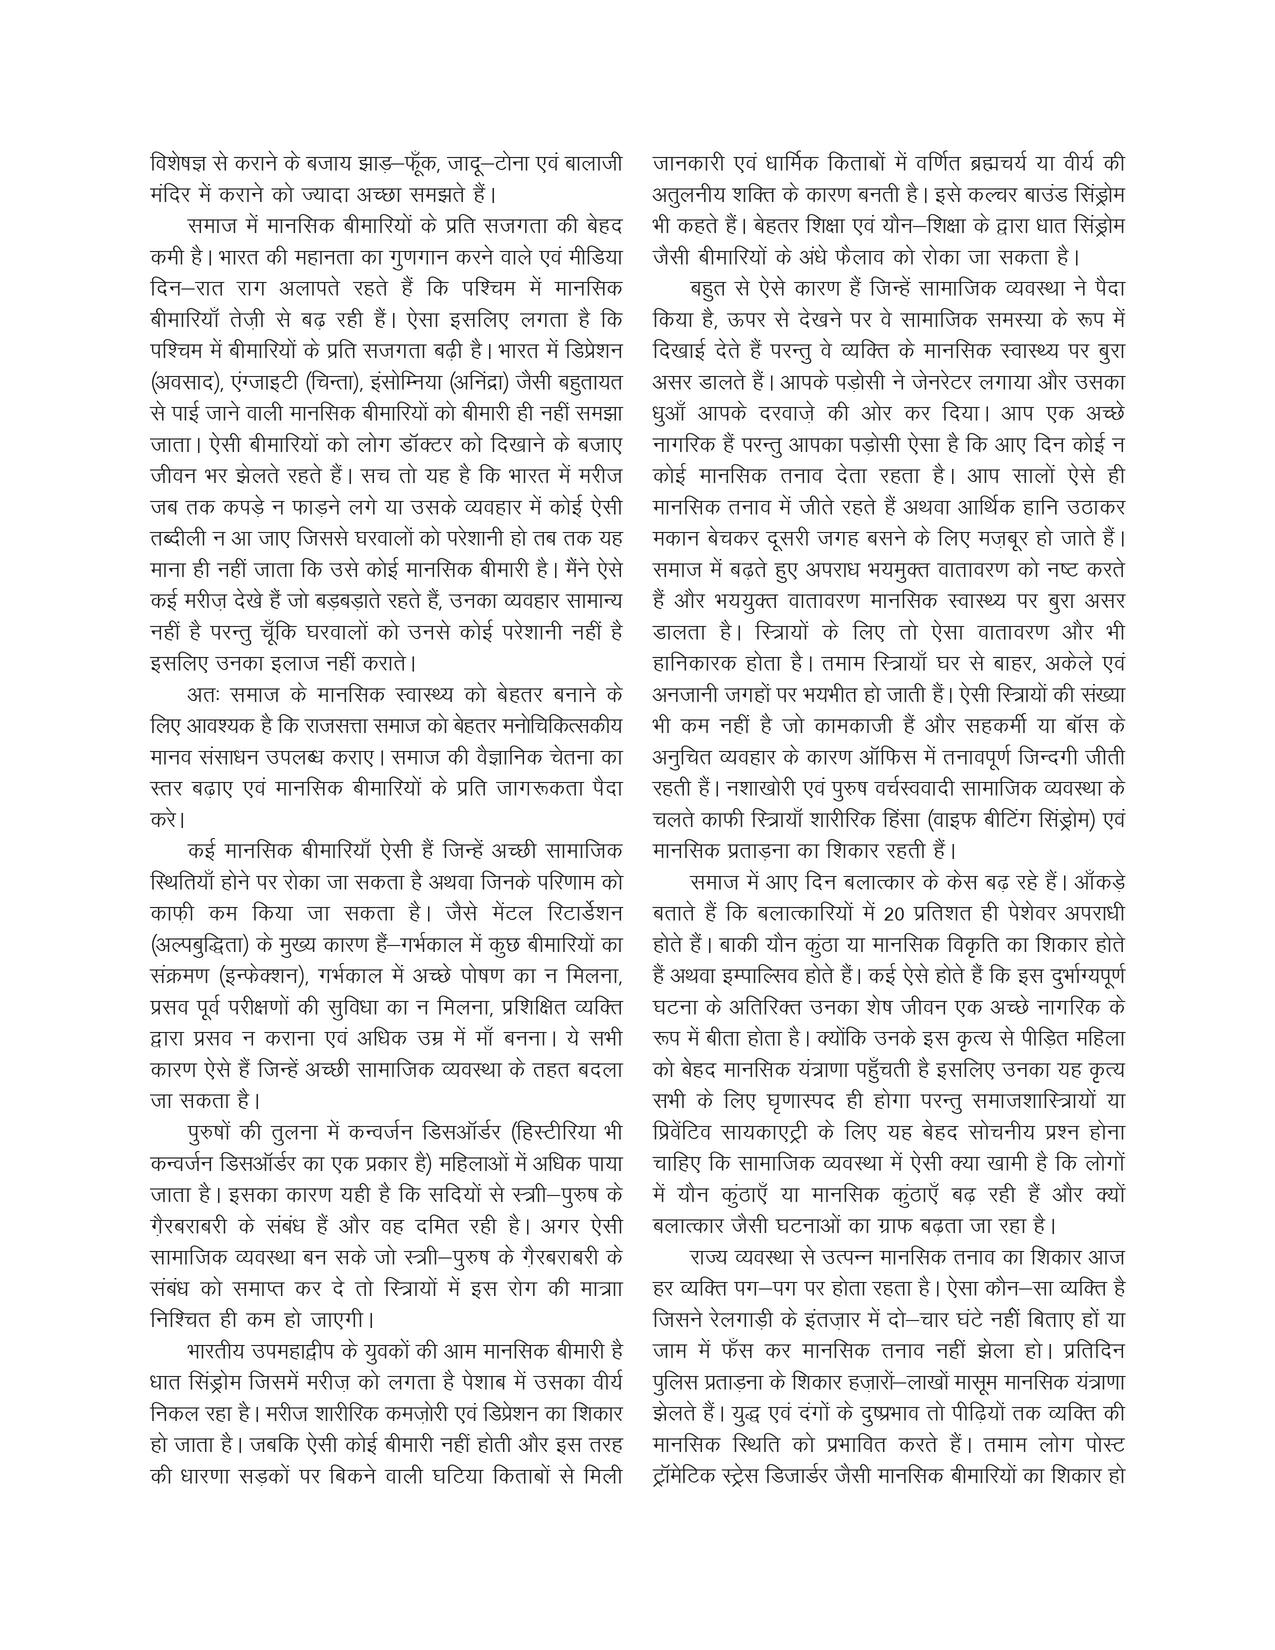 विशेषज्ञ से कराने के बजाय झाड़–फूँक, जादू–टोना एवं बालाजी
मंदिर में कराने को ज्यादा अच्छा समझते हैं।
समाज में मानसिक बीमारियों के प्रति सजगता की बेहद
कमी है। भारत की महानता का गुणगान करने वाले एवं मीडिया
दिन–रात राग अलापते रहते हैं कि पश्चिम में मानसिक
बीमारियाँ तेज़ी से बढ़ रही हैं। ऐसा इसलिए लगता है कि
पश्चिम में बीमारियों के प्रति सजगता बढ़ी है। भारत में डिप्रेशन
(अवसाद), एंग्जाइटी (चिन्ता), इंसोम्निया (अनिंद्रा) जैसी बहुतायत
से पाई जाने वाली मानसिक बीमारियों को बीमारी ही नहीं समझा
जाता। ऐसी बीमारियों को लोग डॉक्टर को दिखाने के बजाए
जीवन भर झेलते रहते हैं। सच तो यह है कि भारत में मरीज
जब तक कपड़े न फाड़ने लगे या उसके व्यवहार में कोई ऐसी
तब्दीली न आ जाए जिससे घरवालों को परेशानी हो तब तक यह
माना ही नहीं जाता कि उसे कोई मानसिक बीमारी है। मैंने ऐसे
कई मरीज़ देखे हैं जो बड़बड़ाते रहते हैं, उनका व्यवहार सामान्य
नहीं है परन्तु चूँकि घरवालों को उनसे कोई परेशानी नहीं है
इसलिए उनका इलाज नहीं कराते।
अतः समाज के मानसिक स्वास्थ्य को बेहतर बनाने के
लिए आवश्यक है कि राजसत्ता समाज को बेहतर मनोचिकित्सकीय
मानव संसाधन उपलब्ध कराए। समाज की वैज्ञानिक चेतना का
स्तर बढ़ाए एवं मानसिक बीमारियों के प्रति जागरूकता पैदा
करे।
कई मानसिक बीमारियाँ ऐसी हैं जिन्हें अच्छी सामाजिक
स्थितियाँ होने पर रोका जा सकता है अथवा जिनके परिणाम को
काफ़ी कम किया जा सकता है। जैसे मेंटल रिटार्डेशन
(अल्पबुद्धिता) के मुख्य कारण हैं–गर्भकाल में कुछ बीमारियों का
संक्रमण (इन्फेक्शन), गर्भकाल में अच्छे पोषण का न मिलना,
प्रसव पूर्व परीक्षणों की सुविधा का न मिलना, प्रशिक्षित व्यक्ति
द्वारा प्रसव न कराना एवं अधिक उम्र में माँ बनना। ये सभी
कारण ऐसे हैं जिन्हें अच्छी सामाजिक व्यवस्था के तहत बदला
जा सकता है।
पुरुषों की तुलना में कन्वर्जन डिसऑर्डर (हिस्टीरिया भी
कन्वर्जन डिसऑर्डर का एक प्रकार है) महिलाओं में अधिक पाया
जाता है। इसका कारण यही है कि सदियों से स्त्राी–पुरुष के
गै़रबराबरी के संबंध हैं और वह दमित रही है। अगर ऐसी
सामाजिक व्यवस्था बन सके जो स्त्राी–पुरुष के गै़रबराबरी के
संबंध को समाप्त कर दे तो स्त्रिायों में इस रोग की मात्राा
निश्चित ही कम हो जाएगी।
भारतीय उपमहाद्वीप के युवकों की आम मानसिक बीमारी है
धात सिंड्रोम जिसमें मरीज़ को लगता है पेशाब में उसका वीर्य
निकल रहा है। मरीज शारीरिक कमज़ोरी एवं डिप्रेशन का शिकार
हो जाता है। जबकि ऐसी कोई बीमारी नहीं होती और इस तरह
की धारणा सड़कों पर बिकने वाली घटिया किताबों से मिली
जानकारी एवं धार्मिक किताबों में वर्णित ब्रह्मचर्य या वीर्य की
अतुलनीय शक्ति के कारण बनती है। इसे कल्चर बाउंड सिंड्रोम
भी कहते हैं। बेहतर शिक्षा एवं यौन–शिक्षा के द्वारा धात सिंड्रोम
जैसी बीमारियों के अंधे फैलाव को रोका जा सकता है।
बहुत से ऐसे कारण हैं जिन्हें सामाजिक व्यवस्था ने पैदा
किया है, ऊपर से देखने पर वे सामाजिक समस्या के रूप में
दिखाई देते हैं परन्तु वे व्यक्ति के मानसिक स्वास्थ्य पर बुरा
असर डालते हैं। आपके पड़ोसी ने जेनरेटर लगाया और उसका
धुआँ आपके दरवाज़े की ओर कर दिया। आप एक अच्छे
नागरिक हैं परन्तु आपका पड़ोसी ऐसा है कि आए दिन कोई न
कोई मानसिक तनाव देता रहता है। आप सालों ऐसे ही
मानसिक तनाव में जीते रहते हैं अथवा आर्थिक हानि उठाकर
मकान बेचकर दूसरी जगह बसने के लिए मज़बूर हो जाते हैं।
समाज में बढ़ते हुए अपराध भयमुक्त वातावरण को नष्ट करते
हैं और भययुक्त वातावरण मानसिक स्वास्थ्य पर बुरा असर
डालता है। स्त्रिायों के लिए तो ऐसा वातावरण और भी
हानिकारक होता है। तमाम स्त्रिायाँ घर से बाहर, अकेले एवं
अनजानी जगहों पर भयभीत हो जाती हैं। ऐसी स्त्रिायों की संख्या
भी कम नहीं है जो कामकाजी हैं और सहकर्मी या बॉस के
अनुचित व्यवहार के कारण ऑफिस में तनावपूर्ण जिन्दगी जीती
रहती हैं। नशाखोरी एवं पुरुष वर्चस्ववादी सामाजिक व्यवस्था के
चलते काफी स्त्रिायाँ शारीरिक हिंसा (वाइफ बीटिंग सिंड्रोम) एवं
मानसिक प्रताड़ना का शिकार रहती हैं।
समाज में आए दिन बलात्कार के केस बढ़ रहे हैं। आँकड़े
बताते हैं कि बलात्कारियों में 20 प्रतिशत ही पेशेवर अपराधी
होते हैं। बाकी यौन कुंठा या मानसिक विकृति का शिकार होते
हैं अथवा इम्पाल्सिव होते हैं। कई ऐसे होते हैं कि इस दुर्भाग्यपूर्ण
घटना के अतिरिक्त उनका शेष जीवन एक अच्छे नागरिक के
रूप में बीता होता है। क्योंकि उनके इस कृत्य से पीड़ित महिला
को बेहद मानसिक यंत्राणा पहुँचती है इसलिए उनका यह कृत्य
सभी के लिए घृणास्पद ही होगा परन्तु समाजशास्त्रिायों या
प्रिवेंटिव सायकाएट्री के लिए यह बेहद सोचनीय प्रश्न होना
चाहिए कि सामाजिक व्यवस्था में ऐसी क्या खामी है कि लोगों
में यौन कुंठाएँ या मानसिक कुंठाएँ बढ़ रही हैं और क्यों
बलात्कार जैसी घटनाओं का ग्राफ बढ़ता जा रहा है।
राज्य व्यवस्था से उत्पन्न मानसिक तनाव का शिकार आज
हर व्यक्ति पग–पग पर होता रहता है। ऐसा कौन–सा व्यक्ति है
जिसने रेलगाड़ी के इंतज़ार में दो–चार घंटे नहीं बिताए हों या
जाम में फँस कर मानसिक तनाव नहीं झेला हो। प्रतिदिन
पुलिस प्रताड़ना के शिकार हज़ारों–लाखों मासूम मानसिक यंत्राणा
झेलते हैं। युद्ध एवं दंगों के दुष्प्रभाव तो पीढ़ियों तक व्यक्ति की
मानसिक स्थिति को प्रभावित करते हैं। तमाम लोग पोस्ट
ट्रॉमेटिक स्ट्रेस डिजार्डर जैसी मानसिक बीमारियों का शिकार हो